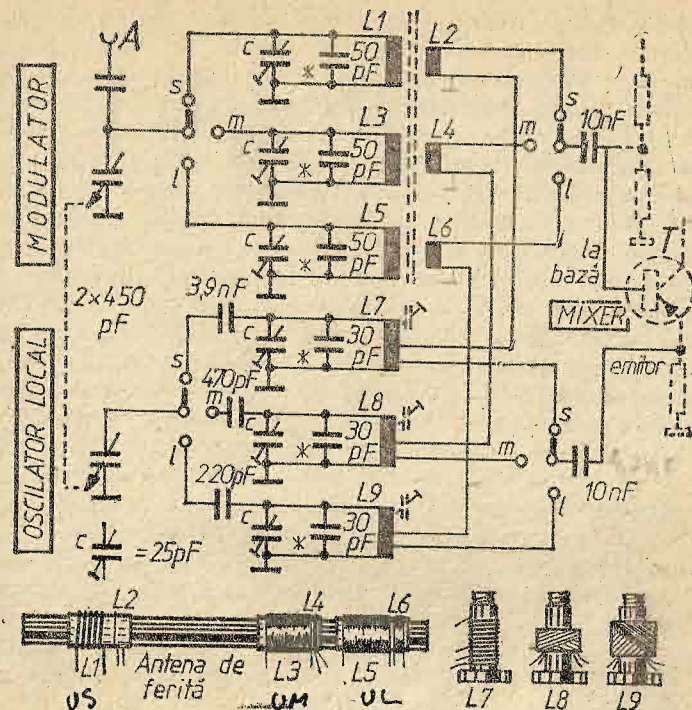 A
MODULATOR
OSCILATOR LOCAL
2×450
pF
s
m
l
C
50
pF
*
L1
L2
C
50
pF
*
L3
L4
C
50
pF
*
L5
L6
s
m
l
10nF
la
bază
T
MIXER
emitor
3,9nF
s
m
l
470pF
220pF
C
30
pF
*
L7
C
30
pF
*
L8
C
30
pF
*
L9
s
m
l
10nF
C =25pF
L2
L4
L6
L1
Antena de
ferită
L3
L5
L7
L8
L9
US
UM
UL